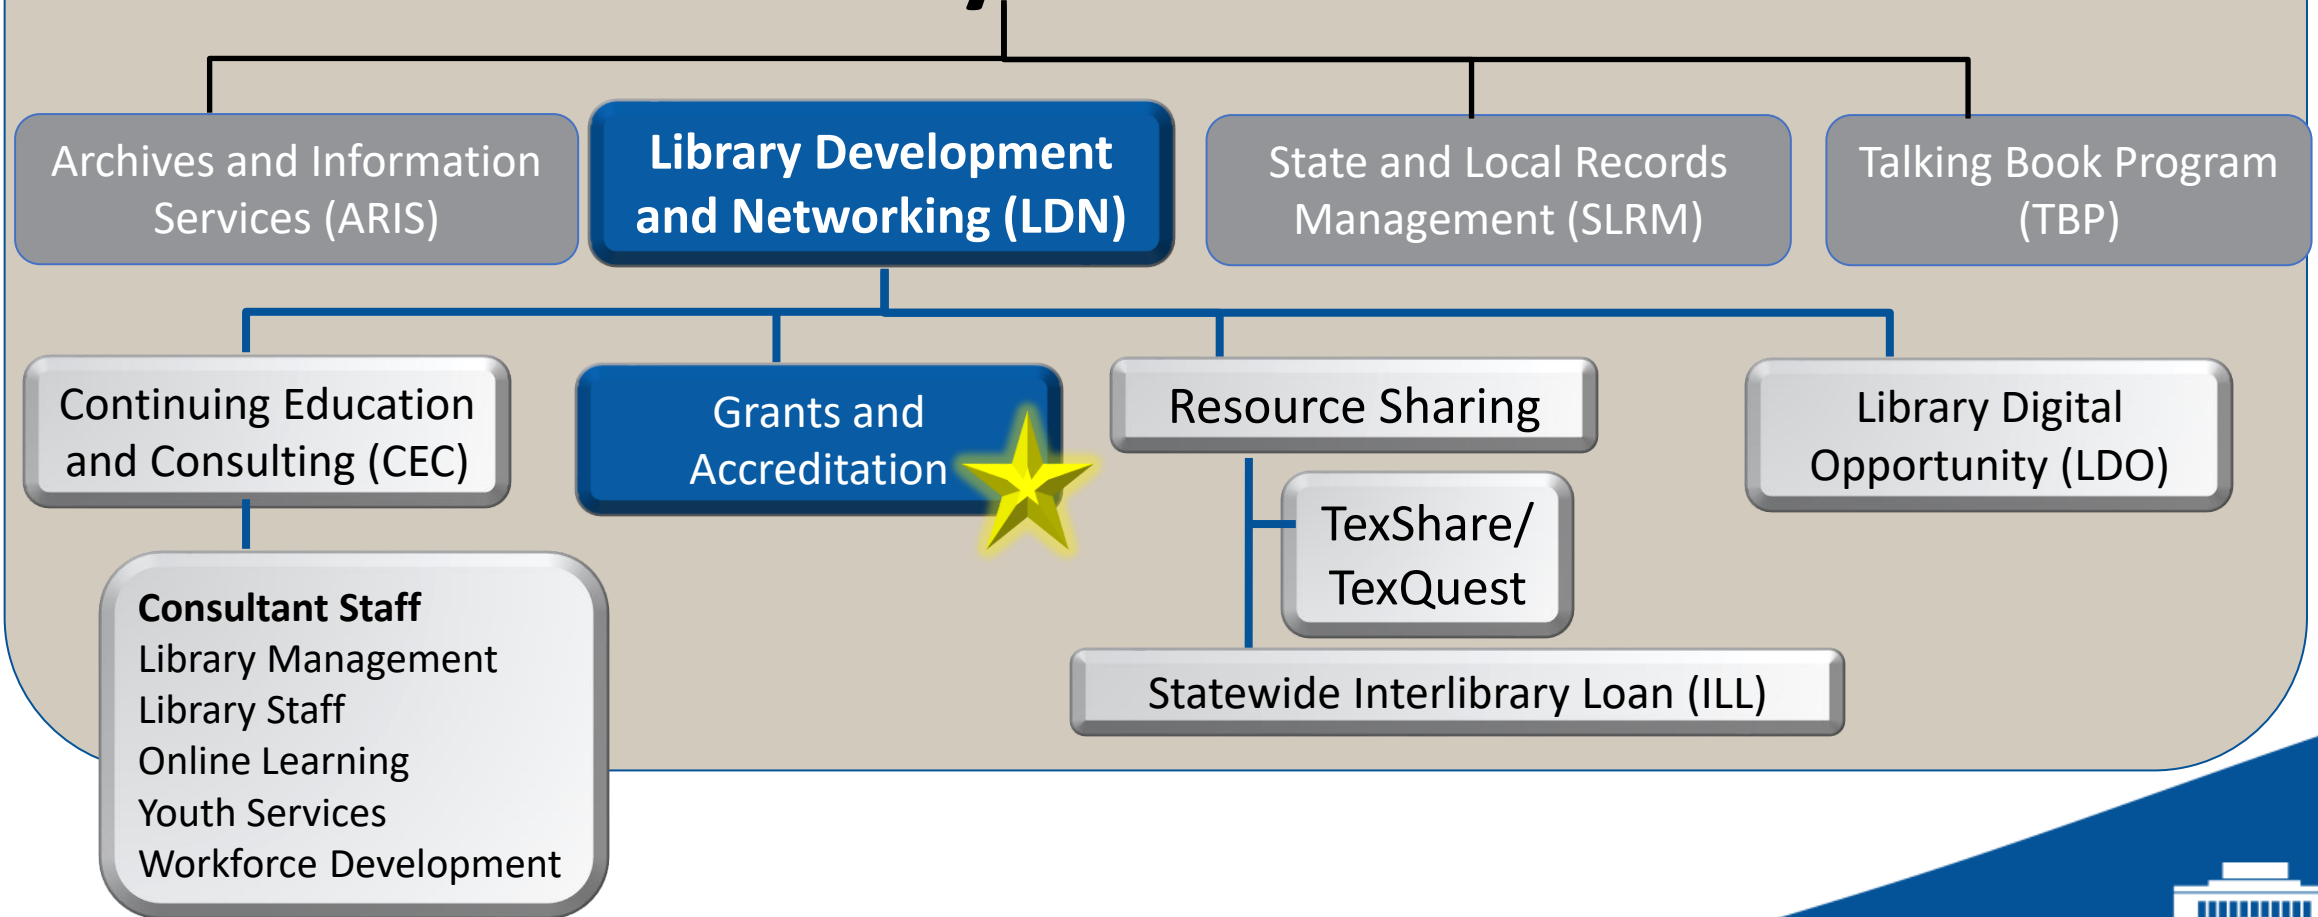 Archives and Information
Services (ARIS)
Library Development
and Networking (LDN)
State and Local Records
Management (SLRM)
Talking Book Program
(TBP)
Continuing Education
and Consulting (CEC)
Grants and
Accreditation
Resource Sharing
Library Digital
Opportunity (LDO)
TexShare/
TexQuest
Statewide Interlibrary Loan (ILL)
Consultant Staff
Library Management
Library Staff
Online Learning
Youth Services
Workforce Development